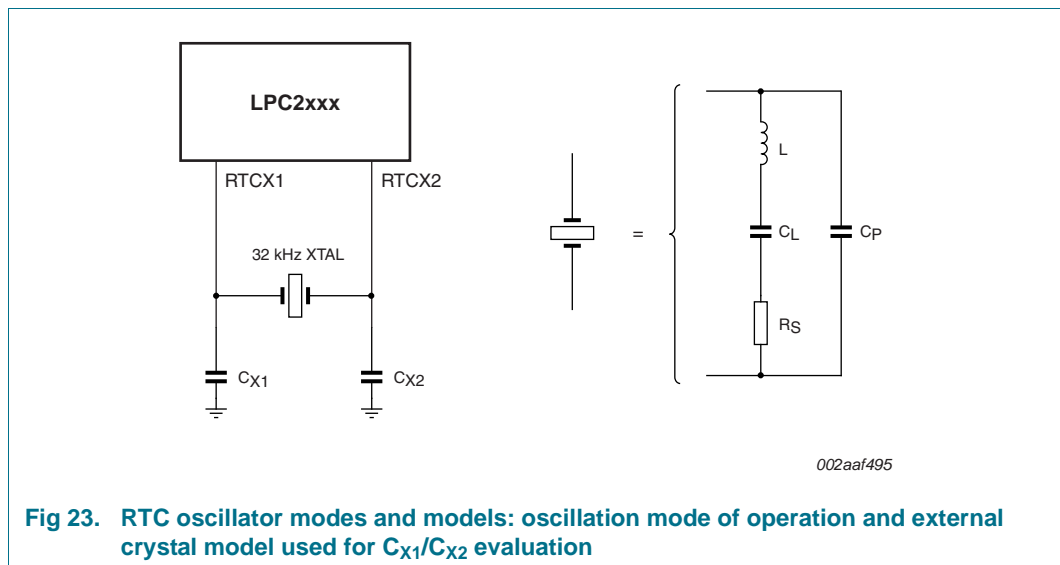 LPC2xxx
RTCX1
RTCX2
32 kHz XTAL
CX1
CX2
=
L
CL
CP
RS
002aaf495
Fig 23. RTC oscillator modes and models: oscillation mode of operation and external
crystal model used for CX1/CX2 evaluation